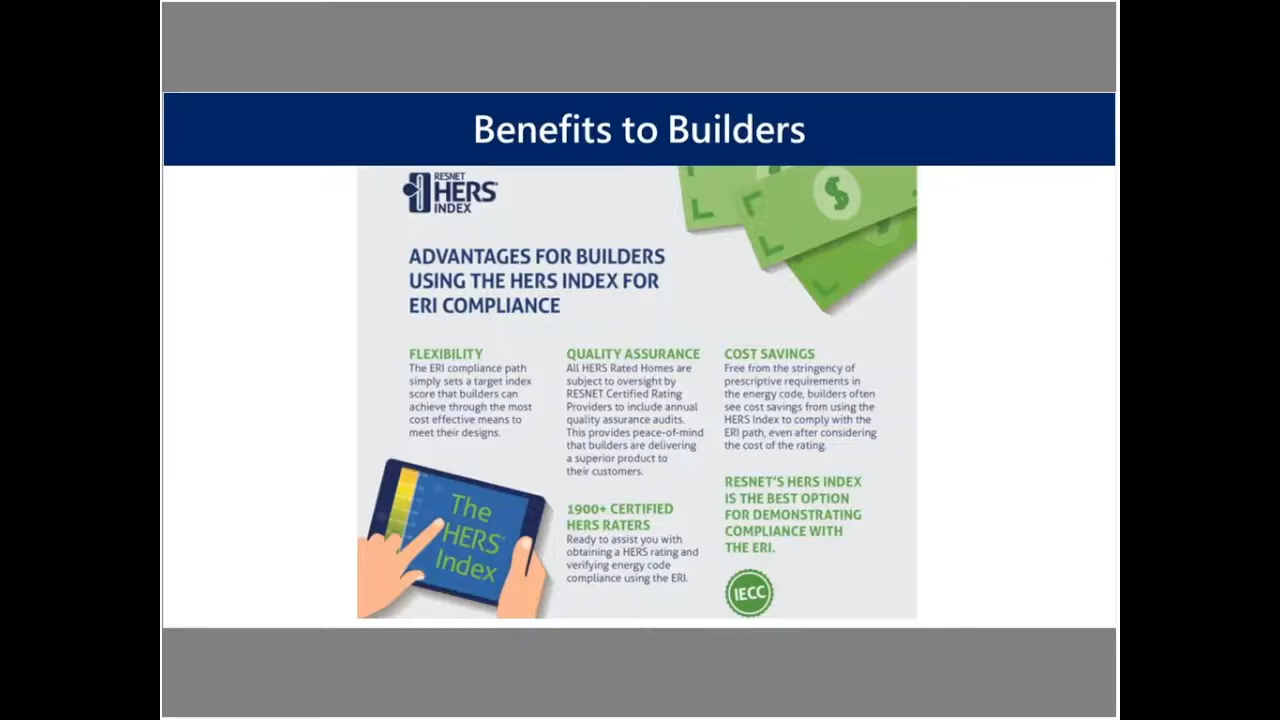 Benefits to Builders
RESNET
HERS
INDEX
ADVANTAGES FOR BUILDERS
USING THE HERS INDEX FOR
ERI COMPLIANCE
FLEXIBILITY
The ERI compliance path
simply sets a target index
score that builders can
achieve through the most
cost effective means to
meet their designs.
The
HERS
Index
QUALITY ASSURANCE
All HERS Rated Homes are
subject to oversight by
RESNET Certified Rating
Providers to include annual
quality assurance audits.
This provides peace-of-mind
that builders are delivering
a superior product to
their customers.
1900+ CERTIFIED
HERS RATERS
Ready to assist you with
obtaining a HERS rating and
verifying energy code
compliance using the ERI.
COST SAVINGS
Free from the stringency of
prescriptive requirements in
the energy code, builders often
see cost savings from using the
HERS Index to comply with the
ERI path, even after considering
the cost of the rating.
RESNET'S HERS INDEX
IS THE BEST OPTION
FOR DEMONSTRATING
COMPLIANCE WITH
THE ERI.
IECC